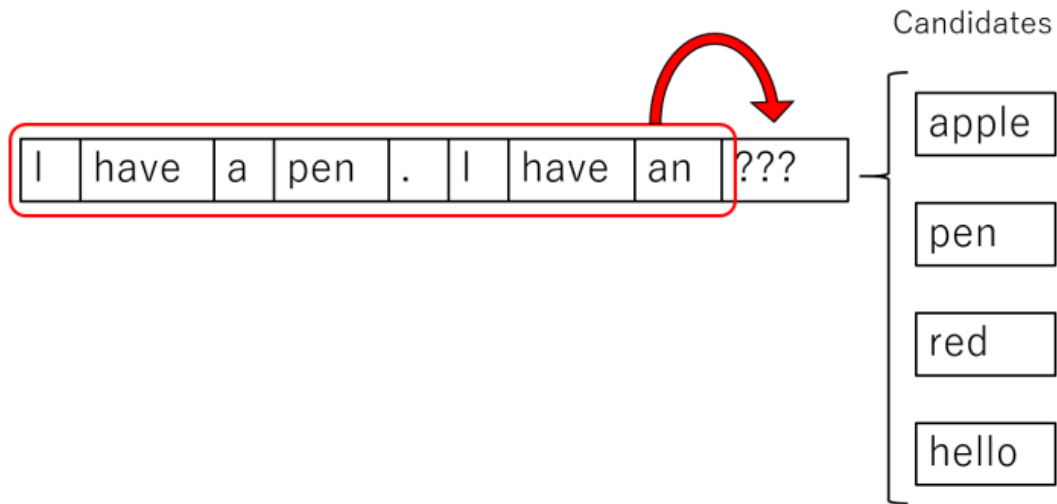 Candidates
I have a pen . I have an ???
apple
pen
red
hello